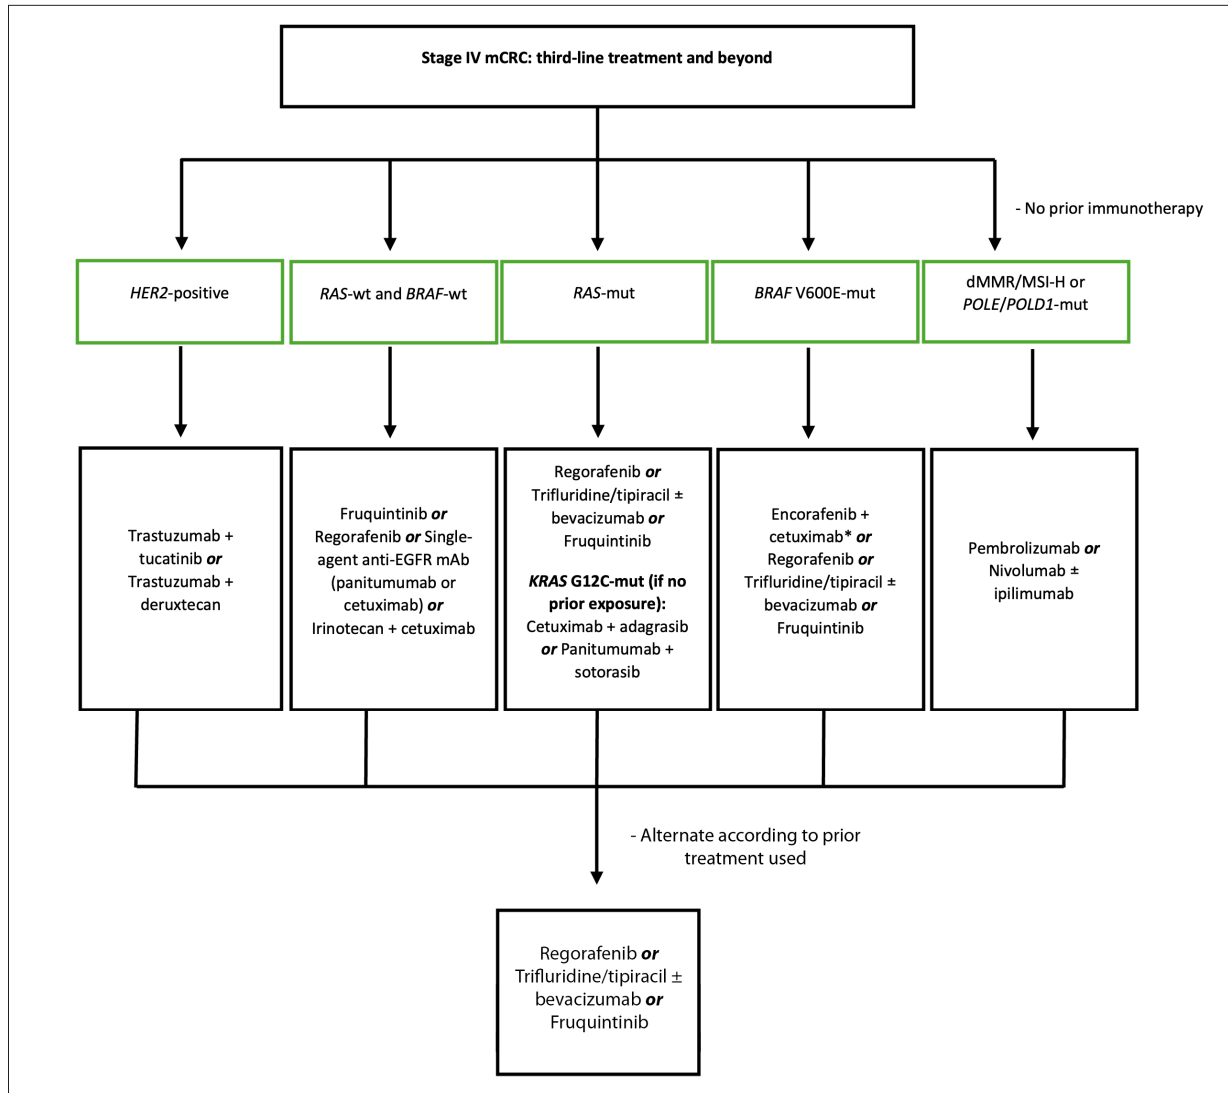 Stage IV mCRC: third-line treatment and beyond
- No prior immunotherapy
HER2-positive
RAS-wt and BRAF-wt
RAS-mut
BRAF V600E-mut
dMMR/MSI-H or
POLE/POLD1-mut
Trastuzumab +
tucatinib or
Trastuzumab +
deruxtecan
Fruquintinib or
Regorafenib or Single-
agent anti-EGFR mAb
(panitumumab or
cetuximab) or
Irinotecan + cetuximab
Regorafenib or
Trifluridine/tipiracil ±
bevacizumab or
Fruquintinib
KRAS G12C-mut (if no
prior exposure):
Cetuximab + adagrasib
or Panitumumab +
sotorasib
Encorafenib +
cetuximab* or
Regorafenib or
Trifluridine/tipiracil ±
bevacizumab or
Fruquintinib
Pembrolizumab or
Nivolumab ±
ipilimumab
- Alternate according to prior
treatment used
Regorafenib or
Trifluridine/tipiracil ±
bevacizumab or
Fruquintinib